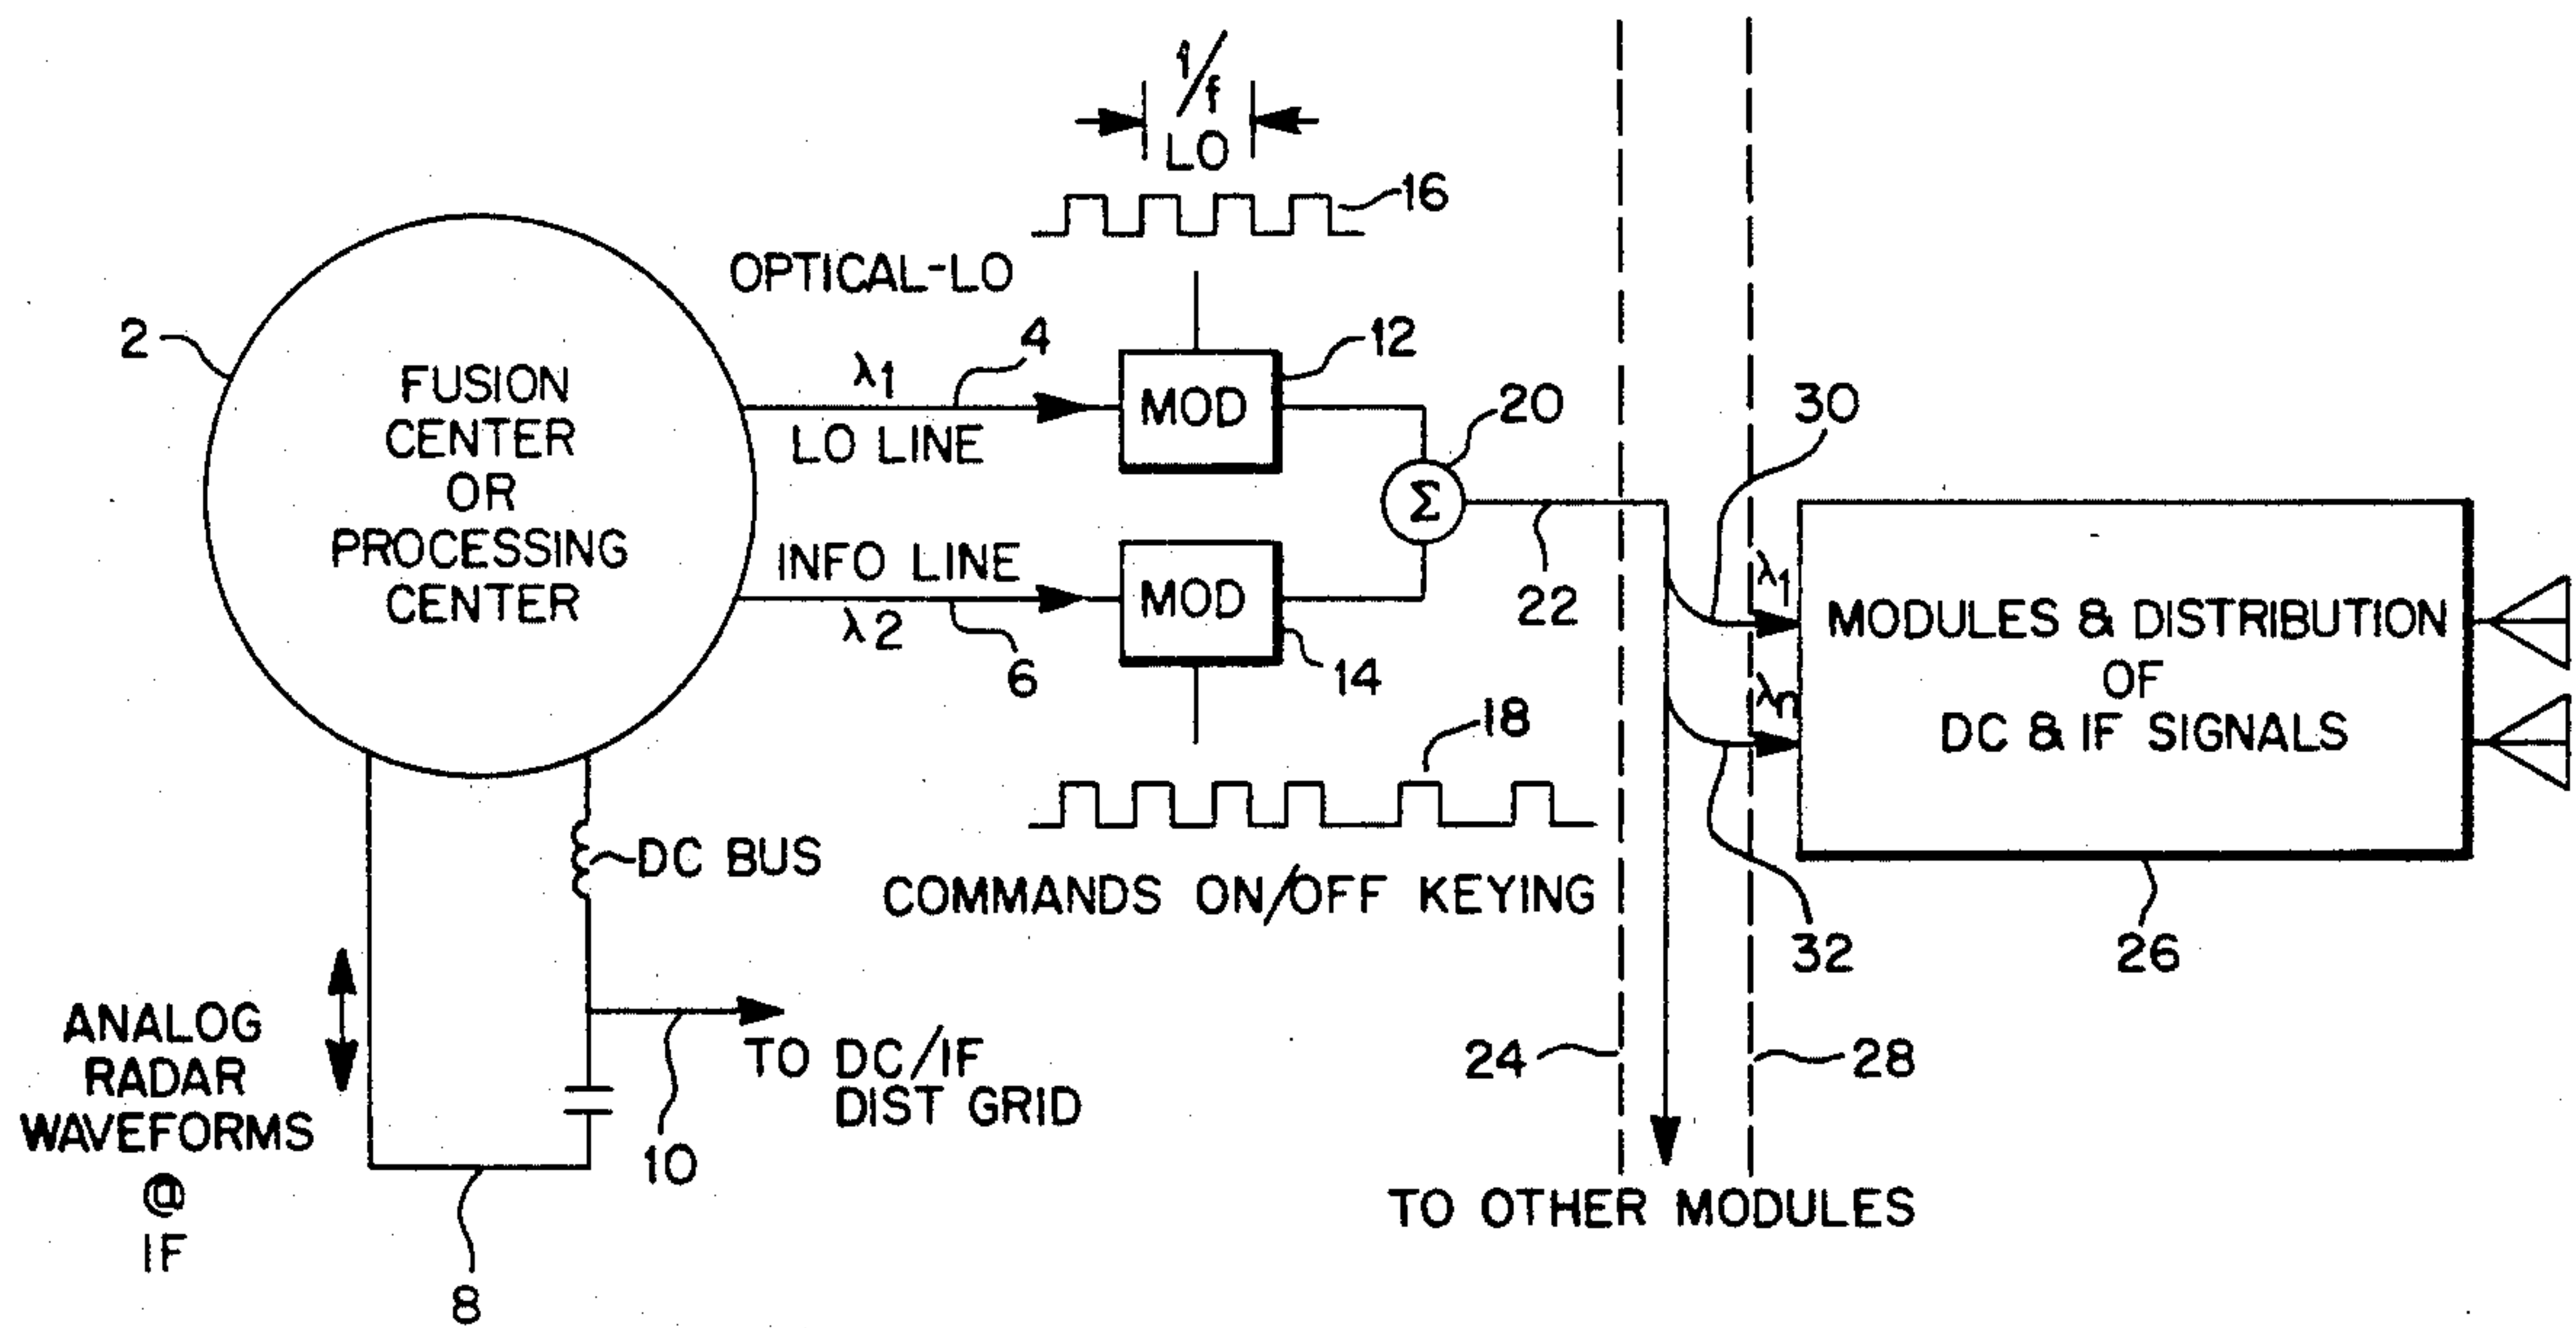 1/f
LO
16
OPTICAL-LO
2
4
12
λ1
LO LINE
MOD
FUSION
CENTER
OR
PROCESSING
CENTER
20
Σ
30
INFO LINE
λ2
6
MOD
14
22
λ1
λn
MODULES & DISTRIBUTION
OF
DC & IF SIGNALS
18
DC BUS
COMMANDS ON/OFF KEYING
32
26
ANALOG
RADAR
WAVEFORMS
@
IF
TO DC/IF
DIST GRID
10
24
28
8
TO OTHER MODULES